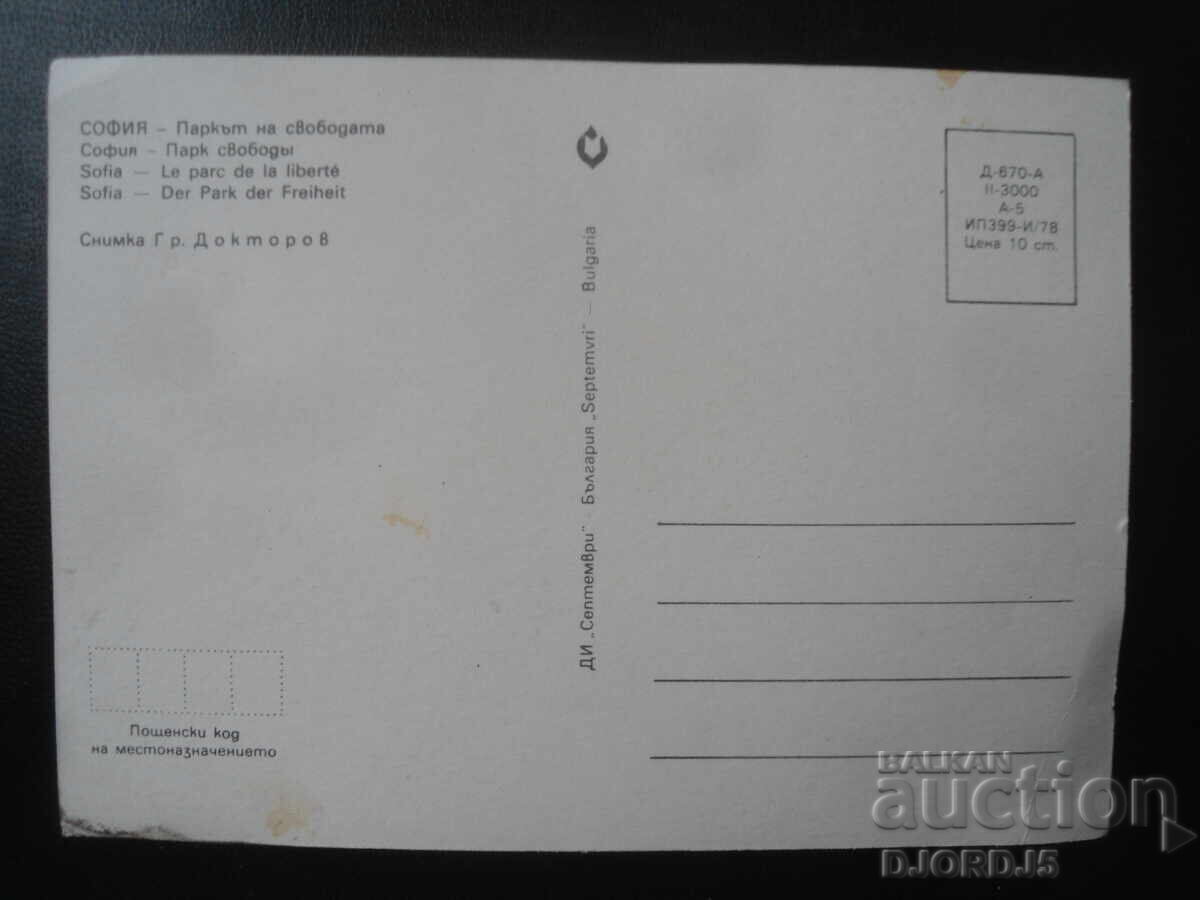 СОФИЯ – Паркът на свободата
София – Парк свободы
Sofia — Le parc de la liberté
Sofia — Der Park der Freiheit
Снимка Гр. Докторов
ДИ „Септември" · България „Septemvri" — Bulgaria
Д-670-А
II-3000
А-5
ИП399-И/78
Цена 10 ст.
Пощенски код
на местоназначението
BALKAN
auction
DJORDJ5